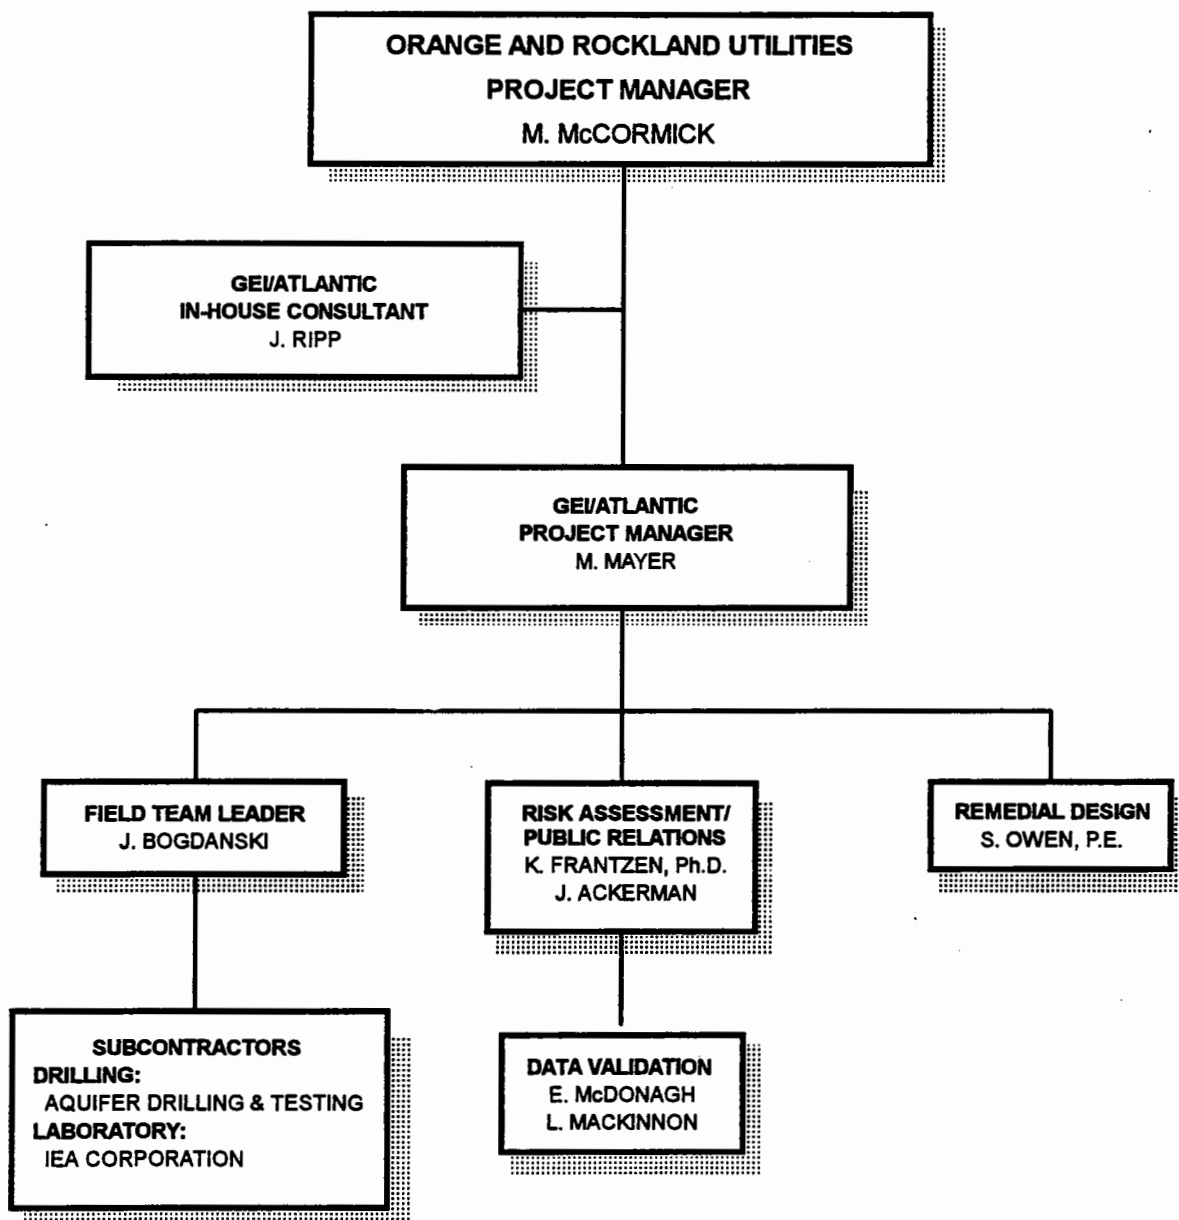 ORANGE AND ROCKLAND UTILITIES
PROJECT MANAGER
M. McCORMICK
GEI/ATLANTIC
IN-HOUSE CONSULTANT
J. RIPP
GEI/ATLANTIC
PROJECT MANAGER
M. MAYER
FIELD TEAM LEADER
J. BOGDANSKI
RISK ASSESSMENT/
PUBLIC RELATIONS
K. FRANTZEN, Ph.D.
J. ACKERMAN
REMEDIAL DESIGN
S. OWEN, P.E.
SUBCONTRACTORS
DRILLING:
AQUIFER DRILLING & TESTING
LABORATORY:
IEA CORPORATION
DATA VALIDATION
E. McDONAGH
L. MACKINNON